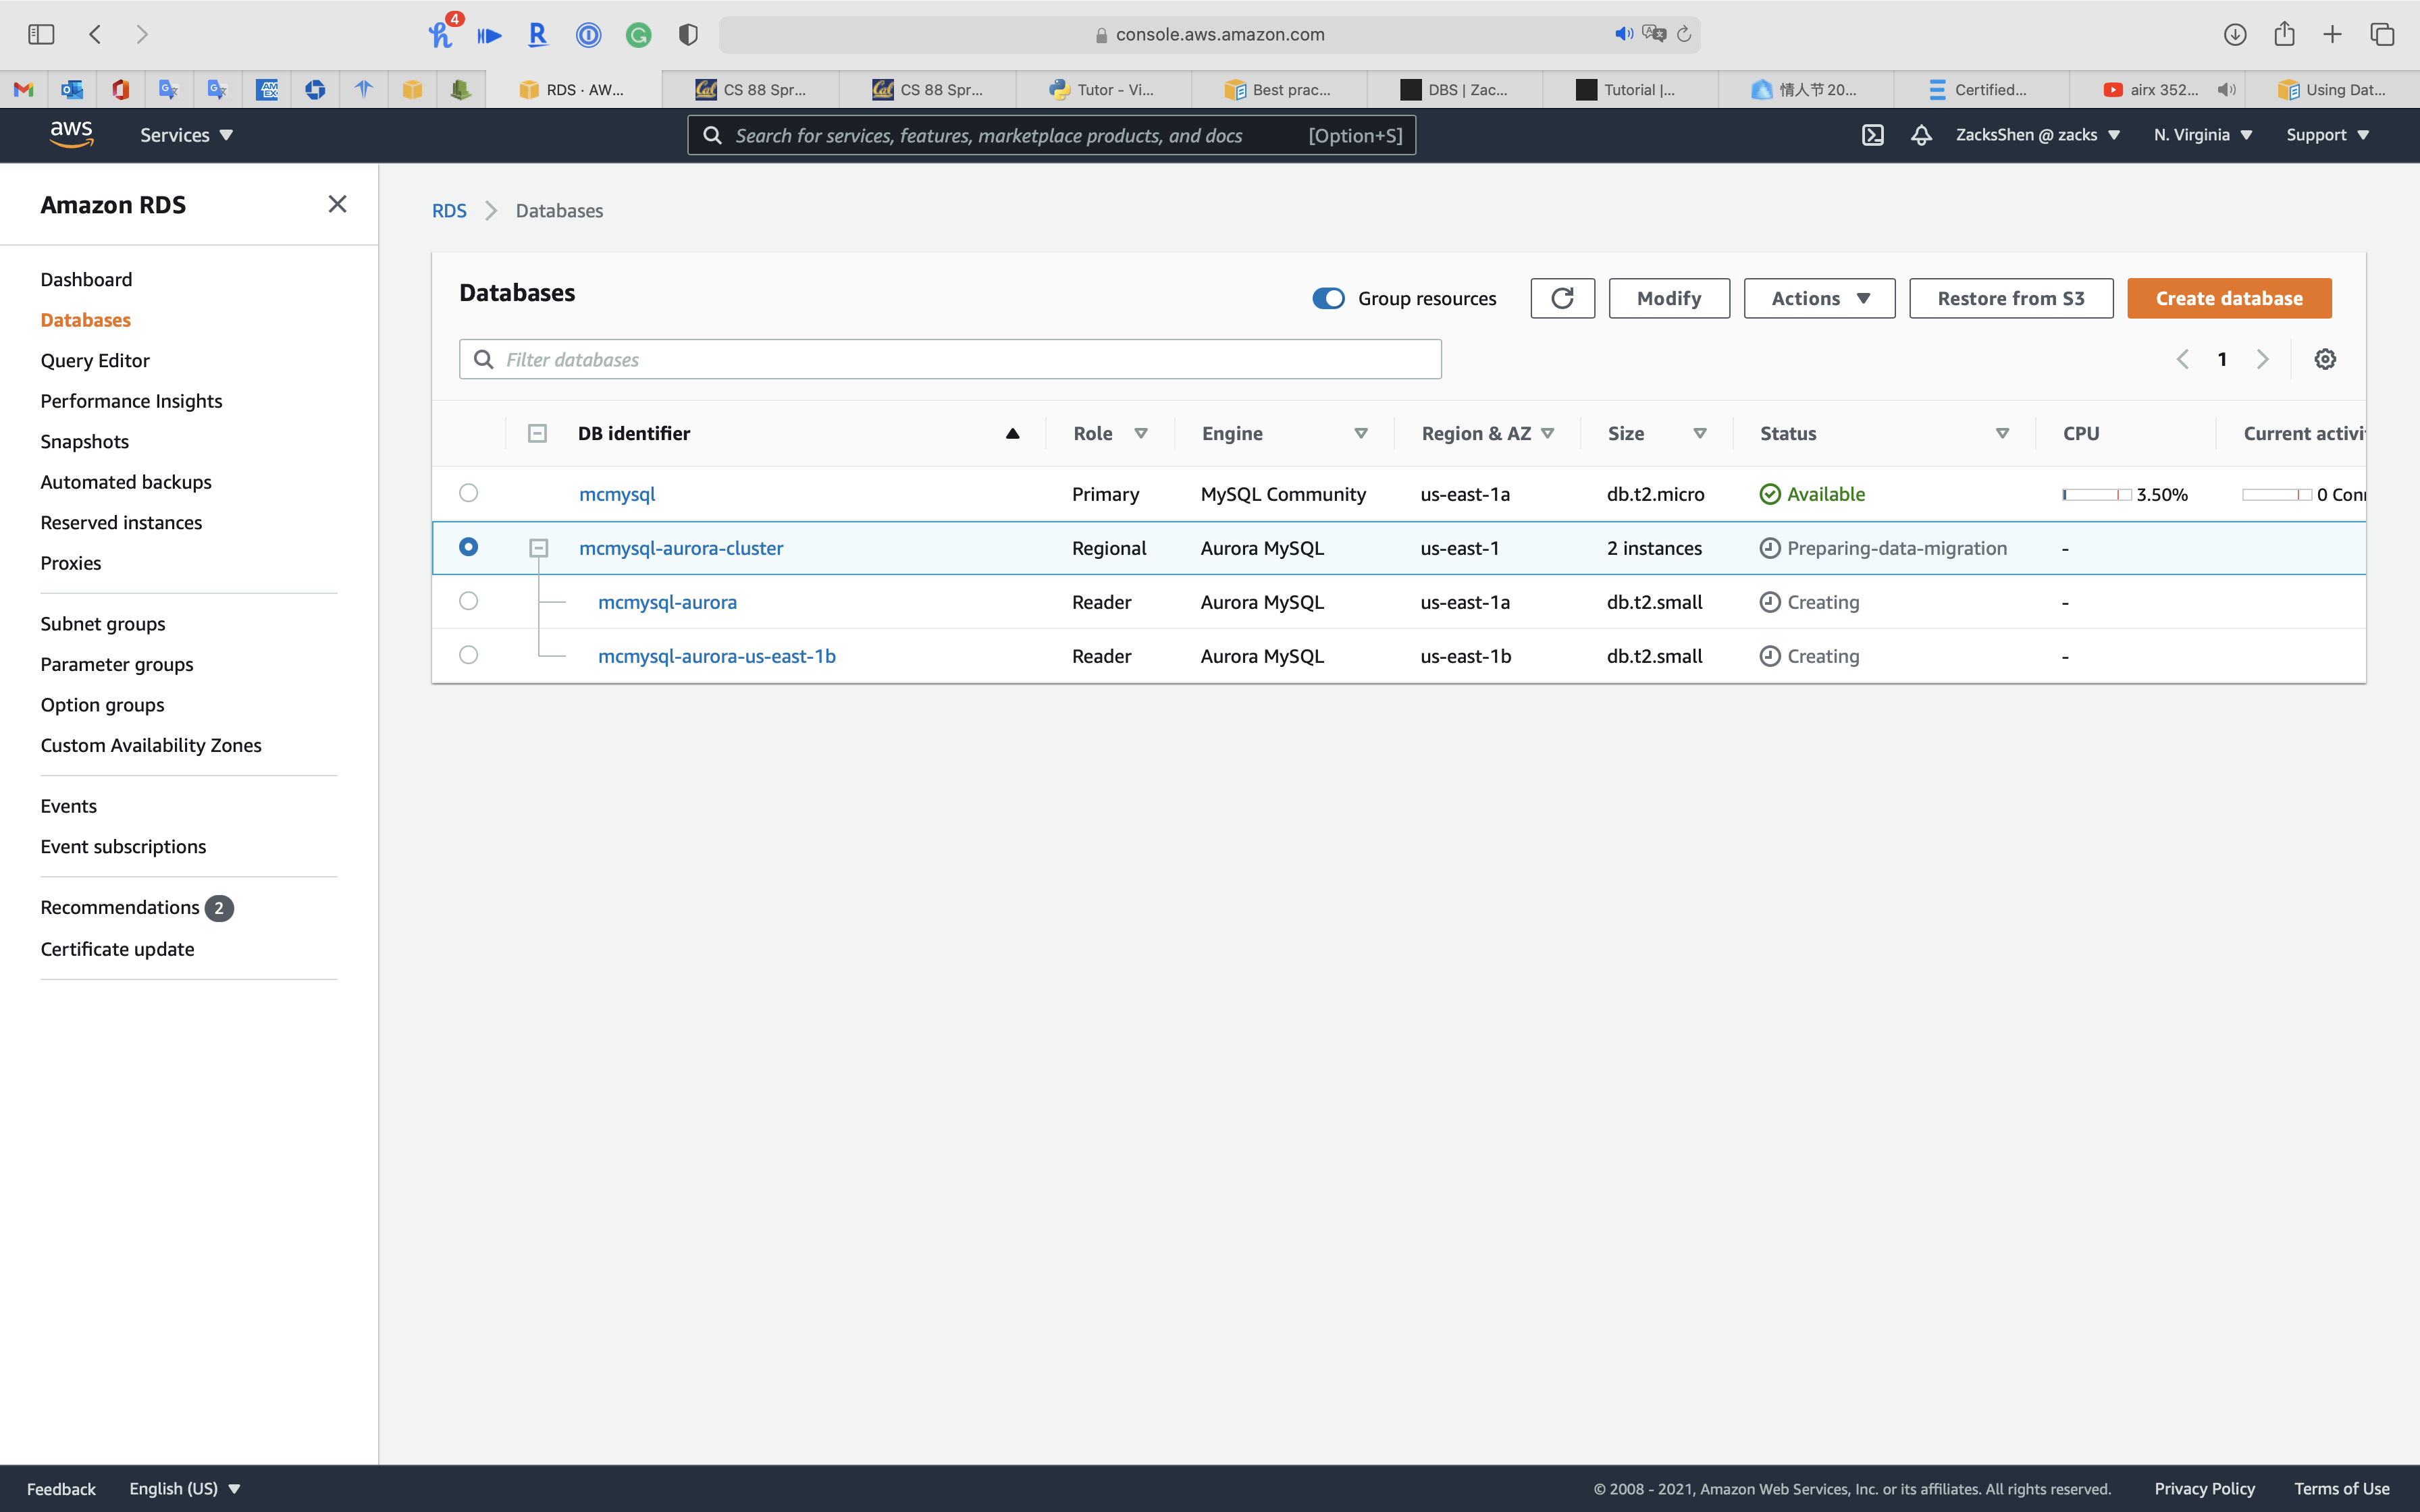 4
console.aws.amazon.com
RDS · AW...
CS 88 Spr...
CS 88 Spr...
Tutor - Vi...
Best prac...
DBS | Zac...
Tutorial |...
情人节 20...
Certified...
airx 352...
Using Dat...
aws
Services
Search for services, features, marketplace products, and docs [Option+S]
ZacksShen @ zacks
N. Virginia
Support
Amazon RDS
Dashboard
Databases
Query Editor
Performance Insights
Snapshots
Automated backups
Reserved instances
Proxies
Subnet groups
Parameter groups
Option groups
Custom Availability Zones
Events
Event subscriptions
Recommendations 2
Certificate update
RDS > Databases
Databases
Group resources
Modify
Actions
Restore from S3
Create database
Filter databases
1
DB identifier Role Engine Region & AZ Size Status CPU Current activi
mcmysql Primary MySQL Community us-east-1a db.t2.micro Available 3.50% 0 Conn
mcmysql-aurora-cluster Regional Aurora MySQL us-east-1 2 instances Preparing-data-migration -
mcmysql-aurora Reader Aurora MySQL us-east-1a db.t2.small Creating -
mcmysql-aurora-us-east-1b Reader Aurora MySQL us-east-1b db.t2.small Creating -
Feedback
English (US)
© 2008 - 2021, Amazon Web Services, Inc. or its affiliates. All rights reserved.
Privacy Policy
Terms of Use